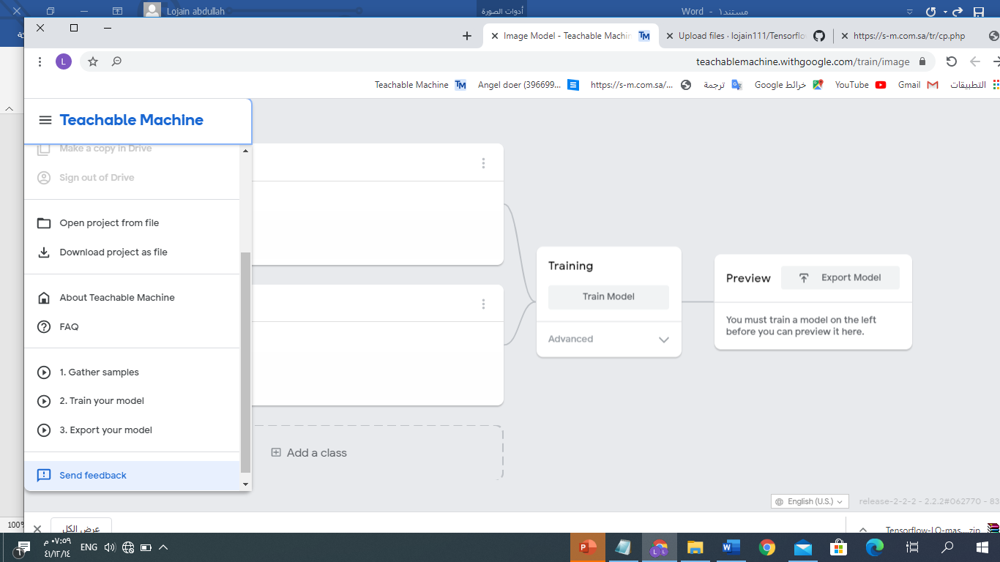 Lojain abdullah
أدوات الصورة
مستند١ - Word
Image Model - Teachable Machin
Upload files · lojain111/Tensorflo
https://s-m.com.sa/tr/cp.php
L
teachablemachine.withgoogle.com/train/image
Teachable Machine
Angel doer (396699...
https://s-m.com.sa/...
ترجمة
خرائط Google
YouTube
Gmail
التطبيقات
Teachable Machine
Make a copy in Drive
Sign out of Drive
Open project from file
Download project as file
About Teachable Machine
FAQ
1. Gather samples
2. Train your model
3. Export your model
Send feedback
Add a class
Training
Train Model
Advanced
Preview
Export Model
You must train a model on the left
before you can preview it here.
English (U.S.)
release-2-2-2 - 2.2.2#062770 - 83
100%
عرض الكل
Tensorflow-LO-mas....zip
٠٧:٥٩ م
٤١/١٢/١٤
ENG